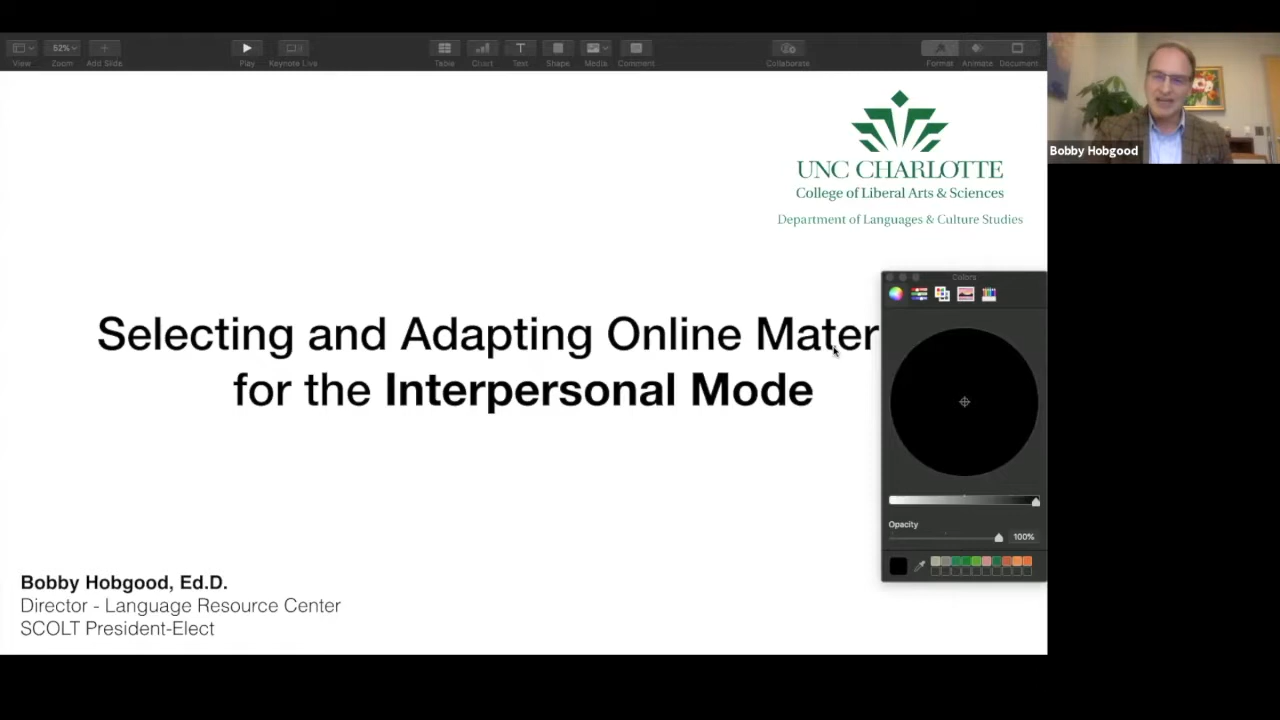 52%
View
Zoom
Add Slide
Play
Keynote Live
Table
Chart
Text
Shape
Media
Comment
Collaborate
Format
Animate
Document
Bobby Hobgood
UNC CHARLOTTE
College of Liberal Arts & Sciences
Department of Languages & Culture Studies
Colors
Selecting and Adapting Online Mater
for the Interpersonal Mode
Opacity
100%
Bobby Hobgood, Ed.D.
Director - Language Resource Center
SCOLT President-Elect